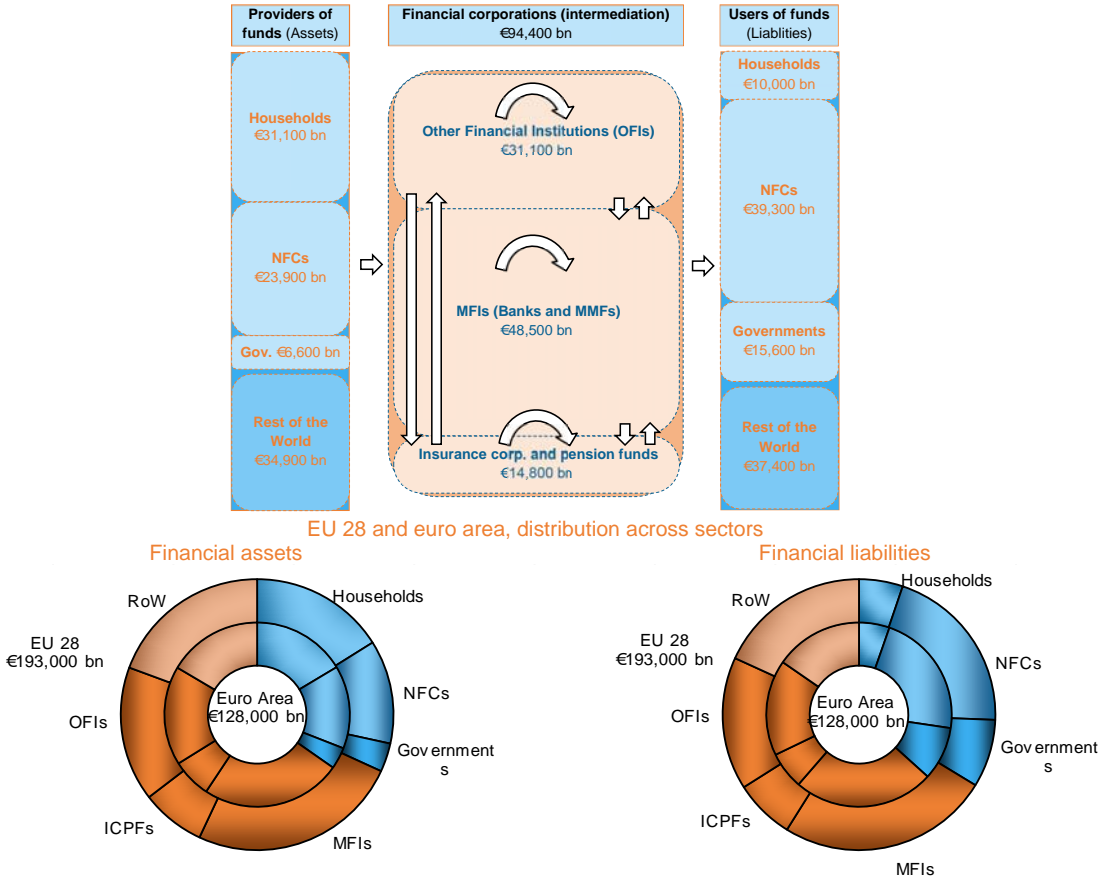 Providers of
funds (Assets)
Households
€31,100 bn
NFCs
€23,900 bn
Gov. €6,600 bn
Rest of the
World
€34,900 bn
Financial corporations (intermediation)
€94,400 bn
Other Financial Institutions (OFIs)
€31,100 bn
MFIs (Banks and MMFs)
€48,500 bn
Insurance corp. and pension funds
€14,800 bn
Users of funds
(Liablities)
Households
€10,000 bn
NFCs
€39,300 bn
Governments
€15,600 bn
Rest of the
World
€37,400 bn
EU 28 and euro area, distribution across sectors
Financial assets
RoW
Households
EU 28
€193,000 bn
NFCs
Euro Area
€128,000 bn
OFIs
Government
s
ICPFs
MFIs
Financial liabilities
Households
RoW
EU 28
€193,000 bn
NFCs
Euro Area
€128,000 bn
OFIs
Government
s
ICPFs
MFIs